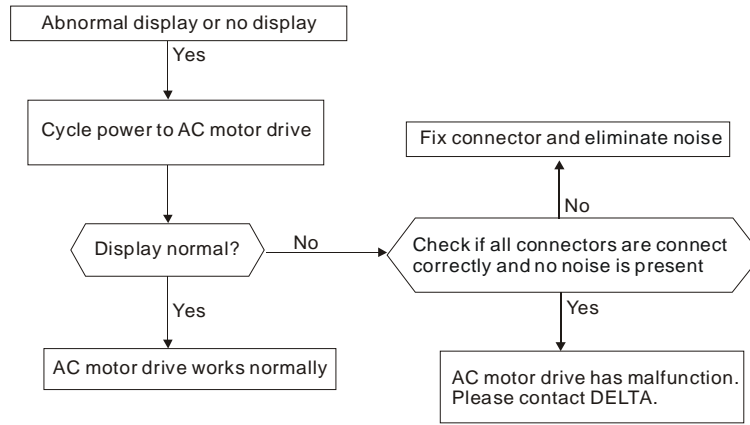 Abnormal display or no display
Yes
Cycle power to AC motor drive
Fix connector and eliminate noise
No
Display normal?
No
Check if all connectors are connect
correctly and no noise is present
Yes
Yes
AC motor drive works normally
AC motor drive has malfunction.
Please contact DELTA.